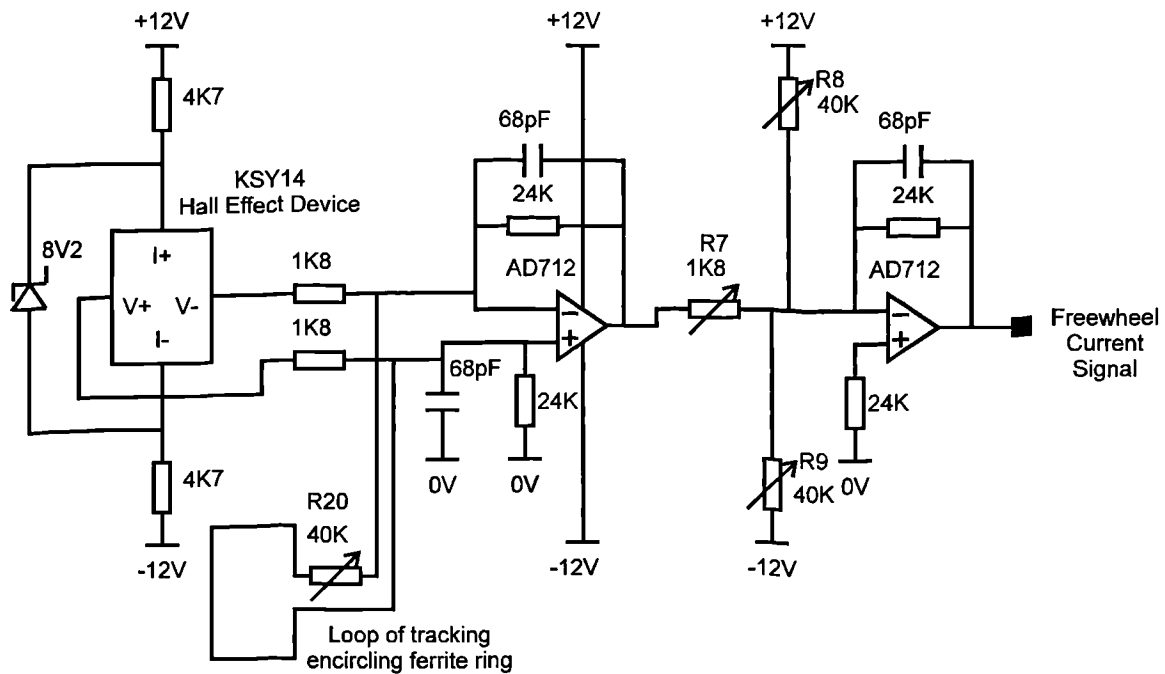 +12V
4K7
KSY14
Hall Effect Device
8V2
I+
V+
V-
I-
1K8
1K8
4K7
-12V
R20
40K
Loop of tracking
encircling ferrite ring
+12V
68pF
24K
AD712
−
+
68pF
24K
0V
0V
-12V
R7
1K8
+12V
R8
40K
R9
40K
-12V
68pF
24K
AD712
−
+
24K
0V
Freewheel
Current
Signal